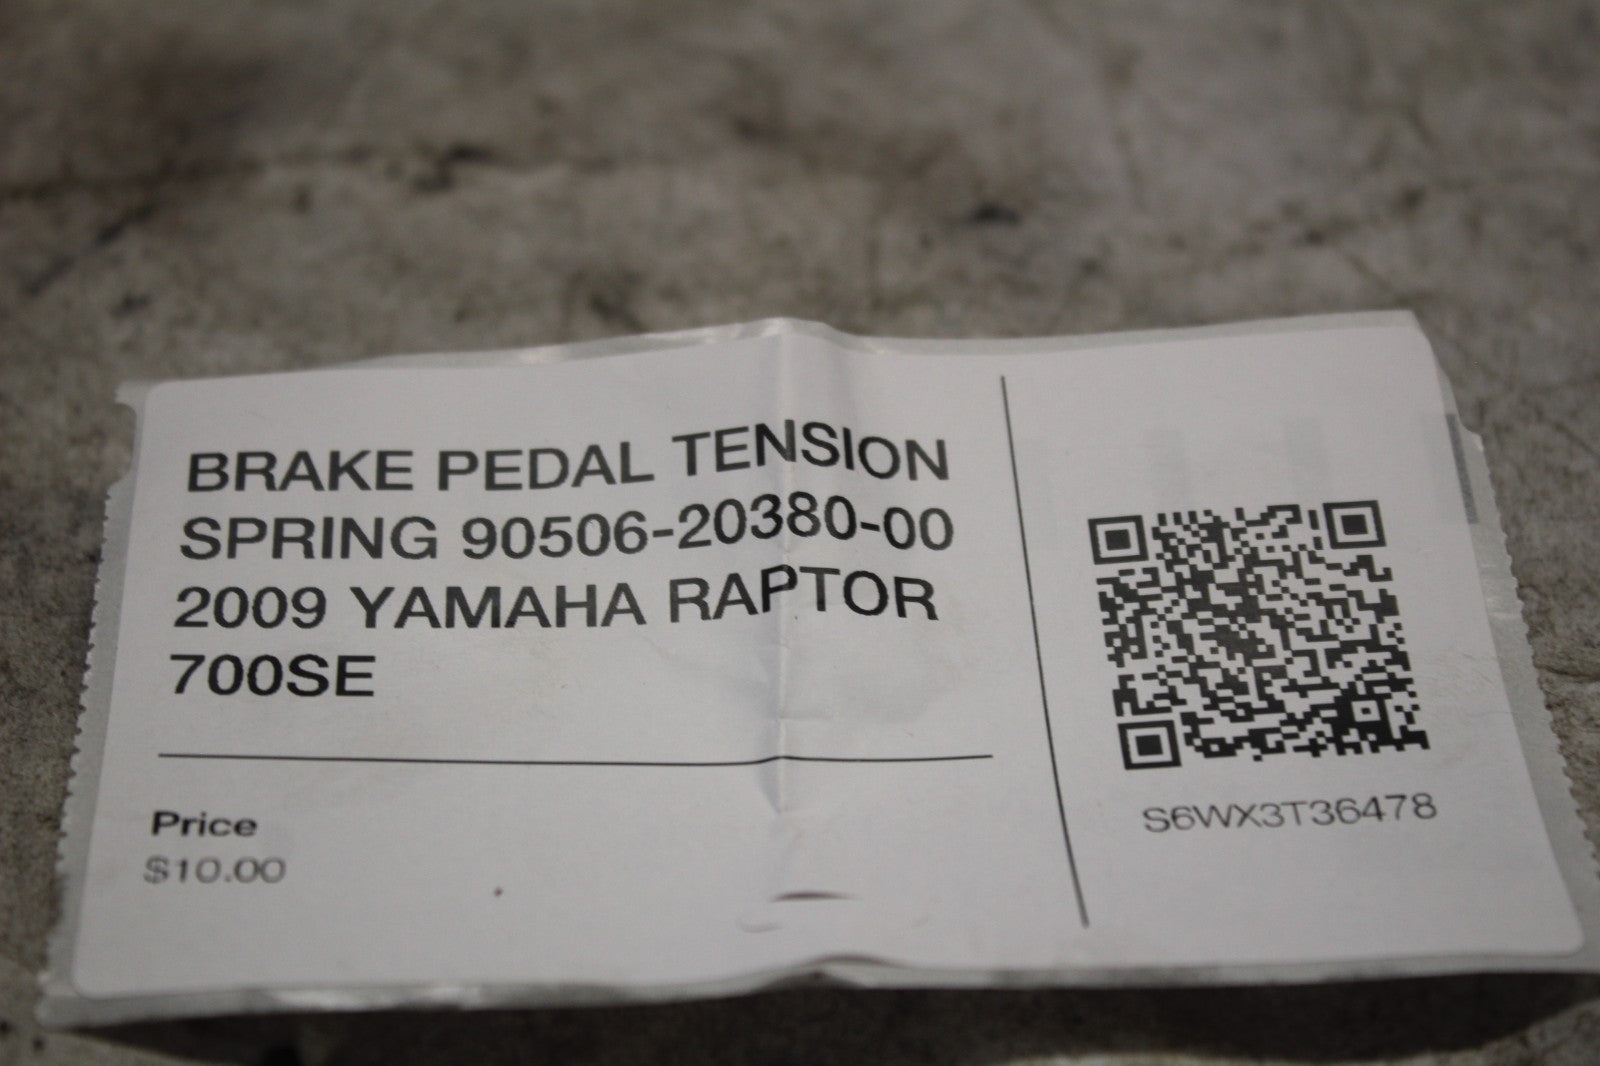 BRAKE PEDAL TENSION
SPRING 90506-20380-00
2009 YAMAHA RAPTOR
700SE
Price
$10.00
S6WX3T36478